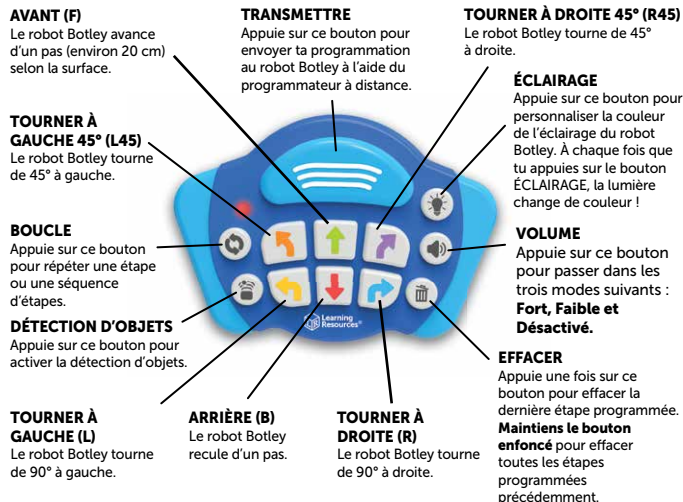 AVANT (F)
Le robot Botley avance
d'un pas (environ 20 cm)
selon la surface.
TRANSMETTRE
Appuie sur ce bouton pour
envoyer ta programmation
au robot Botley à l'aide du
programmateur à distance.
TOURNER À DROITE 45° (R45)
Le robot Botley tourne de 45°
à droite.
ÉCLAIRAGE
Appuie sur ce bouton pour
personnaliser la couleur
de l'éclairage du robot
Botley. À chaque fois que
tu appuies sur le bouton
ÉCLAIRAGE, la lumière
change de couleur !
TOURNER À
GAUCHE 45° (L45)
Le robot Botley tourne
de 45° à gauche.
BOUCLE
Appuie sur ce bouton
pour répéter une étape
ou une séquence
d'étapes.
VOLUME
Appuie sur ce bouton
pour passer dans les
trois modes suivants :
Fort, Faible et
Désactivé.
DÉTECTION D'OBJETS
Appuie sur ce bouton pour
activer la détection d'objets.
Learning
Resources®
EFFACER
Appuie une fois sur ce
bouton pour effacer la
dernière étape programmée.
Maintiens le bouton
enfoncé pour effacer
toutes les étapes
programmées
précédemment.
TOURNER À
GAUCHE (L)
Le robot Botley tourne
de 90° à gauche.
ARRIÈRE (B)
Le robot Botley
recule d'un pas.
TOURNER À
DROITE (R)
Le robot Botley tourne
de 90° à droite.